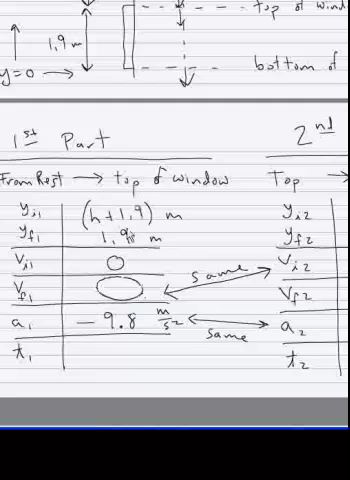 top of wind
1,9 m
y=0
bottom of
1st Part
2nd
From Rest → top of window
Top →
yi1 (h+1,9) m
yi2
yf1 1,9 m
yf2
vi1 0
same
vi2
vf1
vf2
a1 -9.8 m/s2
same
a2
t1
t2